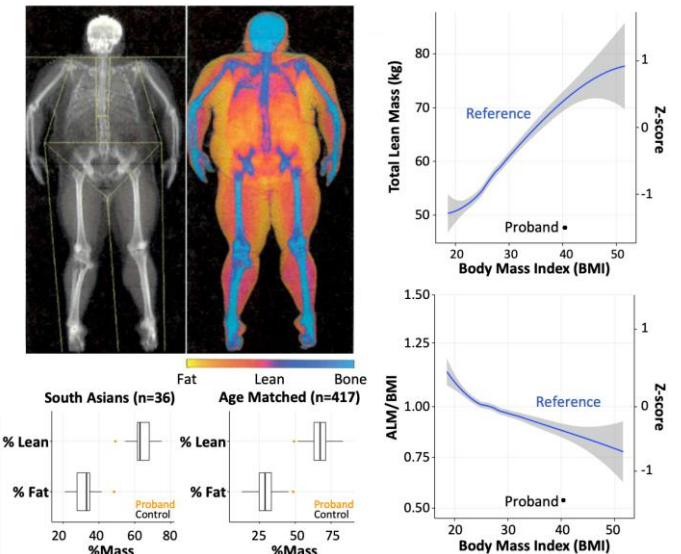 Fat Lean Bone
South Asians (n=36)
% Lean
% Fat
Proband
Control
20 40 60 80
%Mass
Age Matched (n=417)
% Lean
% Fat
Proband
Control
25 50 75
%Mass
Total Lean Mass (kg)
80
70
60
50
Reference
Proband
1
0
-1
Z-score
20 30 40 50
Body Mass Index (BMI)
ALM/BMI
1.50
1.25
1.00
0.75
0.50
Reference
Proband
1
0
-1
Z-score
20 30 40 50
Body Mass Index (BMI)